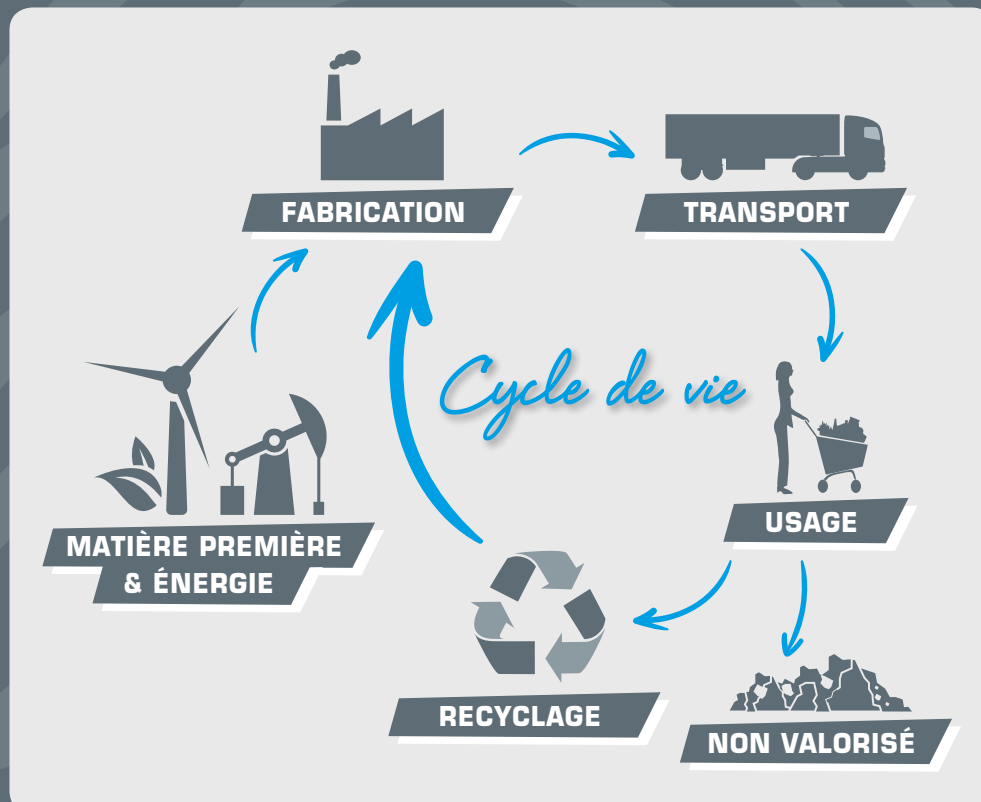 FABRICATION
TRANSPORT
Cycle de vie
MATIÈRE PREMIÈRE
& ÉNERGIE
USAGE
RECYCLAGE
NON VALORISÉ